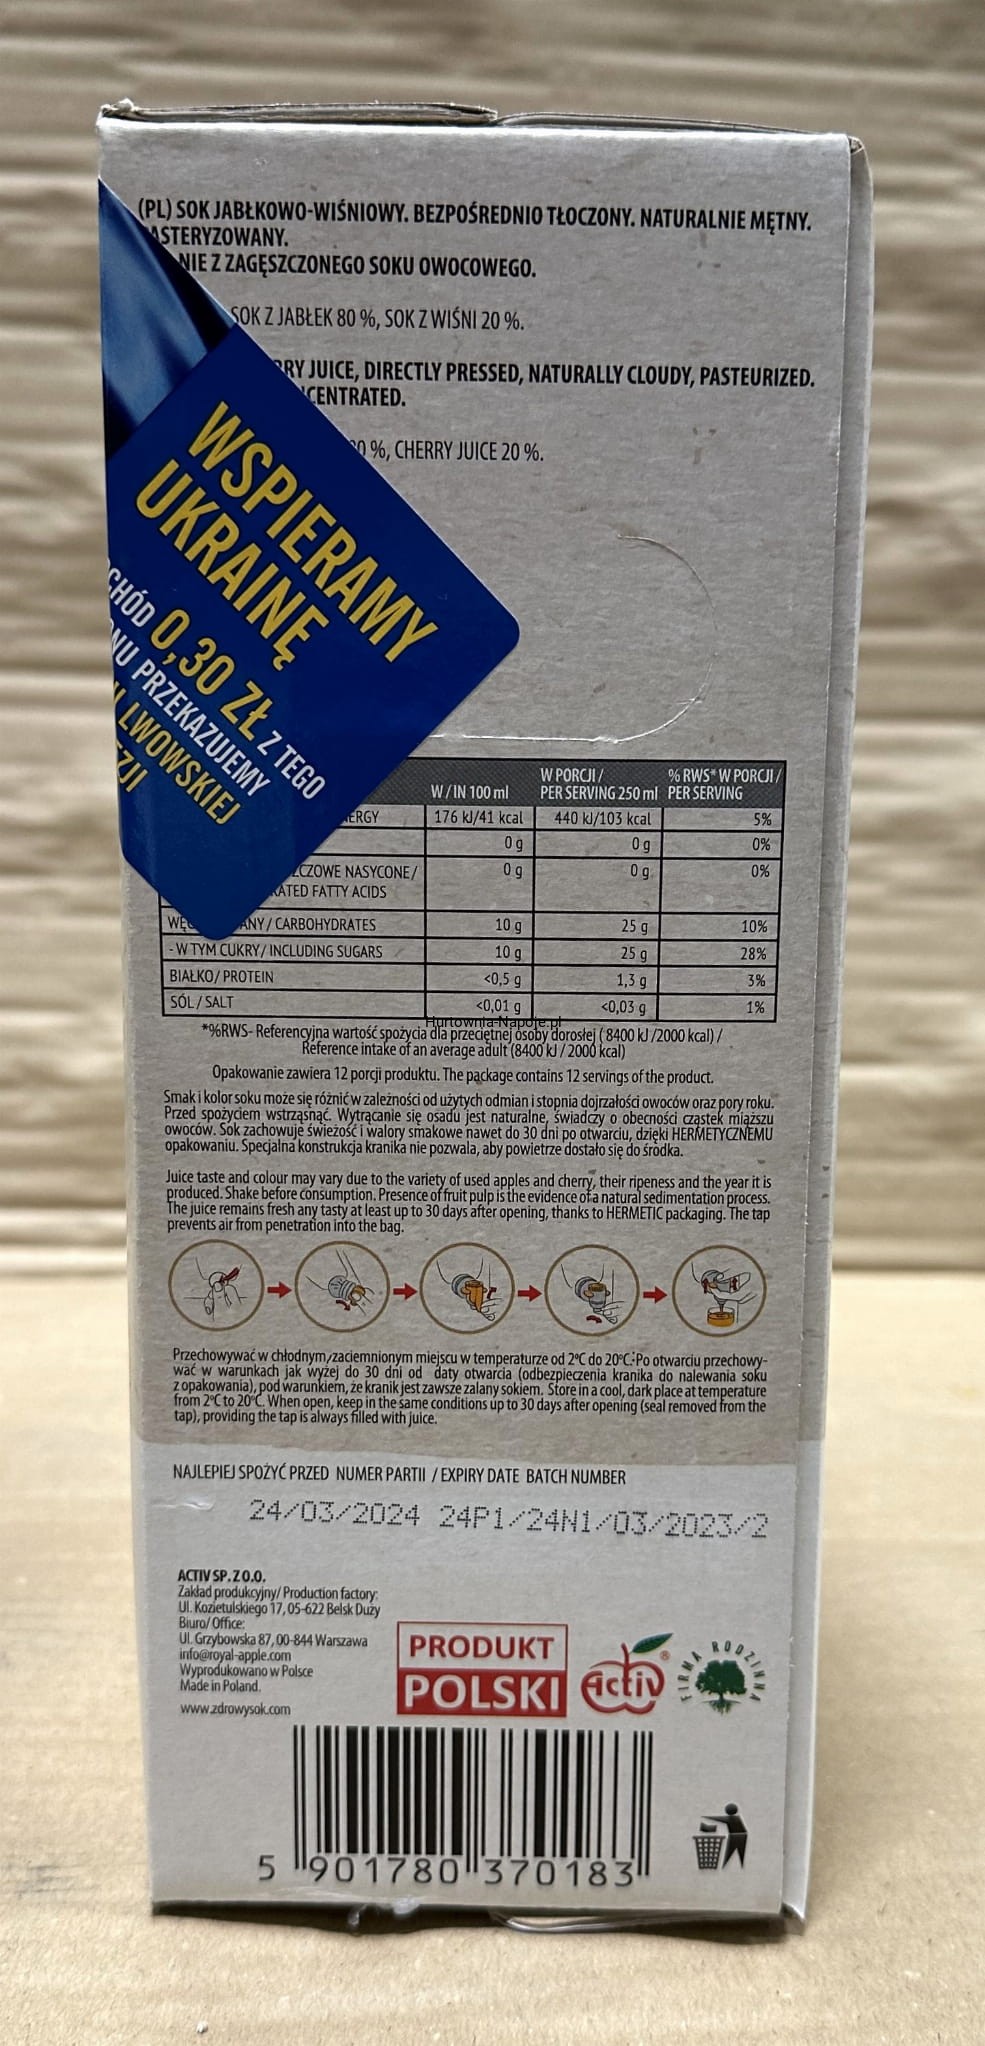 (PL) SOK JABŁKOWO-WIŚNIOWY. BEZPOŚREDNIO TŁOCZONY. NATURALNIE MĘTNY.
ASTERYZOWANY.
NIE Z ZAGĘSZCZONEGO SOKU OWOCOWEGO.
SOK Z JABŁEK 80 %, SOK Z WIŚNI 20 %.
RRY JUICE, DIRECTLY PRESSED, NATURALLY CLOUDY, PASTEURIZED.
CENTRATED.
%, CHERRY JUICE 20 %.
WSPIERAMY
UKRAINĘ
CHÓD 0,30 ZŁ Z TEGO
NU PRZEKAZUJEMY
LWOWSKIEJ
EZJI
W / IN 100 ml W PORCJI / PER SERVING 250 ml % RWS* W PORCJI / PER SERVING
ERGY 176 kJ/41 kcal 440 kJ/103 kcal 5%
0 g 0 g 0%
ZCZOWE NASYCONE / 0 g 0 g 0%
RATED FATTY ACIDS
WĘG ANY / CARBOHYDRATES 10 g 25 g 10%
- W TYM CUKRY / INCLUDING SUGARS 10 g 25 g 28%
BIAŁKO/ PROTEIN <0,5 g 1,3 g 3%
SÓL / SALT <0,01 g <0,03 g 1%
Hurtownia-Napoje.pl
*%RWS- Referencyjna wartość spożycia dla przeciętnej osoby dorosłej ( 8400 kJ /2000 kcal) /
Reference intake of an average adult (8400 kJ / 2000 kcal)
Opakowanie zawiera 12 porcji produktu. The package contains 12 servings of the product.
Smak i kolor soku może się różnić w zależności od użytych odmian i stopnia dojrzałości owoców oraz pory roku.
Przed spożyciem wstrząsnąć. Wytrącanie się osadu jest naturalne, świadczy o obecności cząstek miąższu
owoców. Sok zachowuje świeżość i walory smakowe nawet do 30 dni po otwarciu, dzięki HERMETYCZNEMU
opakowaniu. Specjalna konstrukcja kranika nie pozwala, aby powietrze dostało się do środka.
Juice taste and colour may vary due to the variety of used apples and cherry, their ripeness and the year it is
produced. Shake before consumption. Presence of fruit pulp is the evidence of a natural sedimentation process.
The juice remains fresh any tasty at least up to 30 days after opening, thanks to HERMETIC packaging. The tap
prevents air from penetration into the bag.
Przechowywać w chłodnym,zaciemnionym miejscu w temperaturze od 2°C do 20°C. Po otwarciu przechowy-
wać w warunkach jak wyżej do 30 dni od daty otwarcia (odbezpieczenia kranika do nalewania soku
z opakowania), pod warunkiem, że kranik jest zawsze zalany sokiem. Store in a cool, dark place at temperature
from 2°C to 20°C. When open, keep in the same conditions up to 30 days after opening (seal removed from the
tap), providing the tap is always filled with juice.
NAJLEPIEJ SPOŻYĆ PRZED NUMER PARTII / EXPIRY DATE BATCH NUMBER
24/03/2024 24P1/24N1/03/2023/2
ACTIV SP. Z O.O.
Zakład produkcyjny/ Production factory:
Ul. Kozietulskiego 17, 05-622 Belsk Duży
Biuro/ Office:
Ul. Grzybowska 87, 00-844 Warszawa
info@royal-apple.com
Wyprodukowano w Polsce
Made in Poland.
www.zdrowysok.com
PRODUKT
POLSKI
Activ ®
FIRMA RODZINNA
5 901780 370183